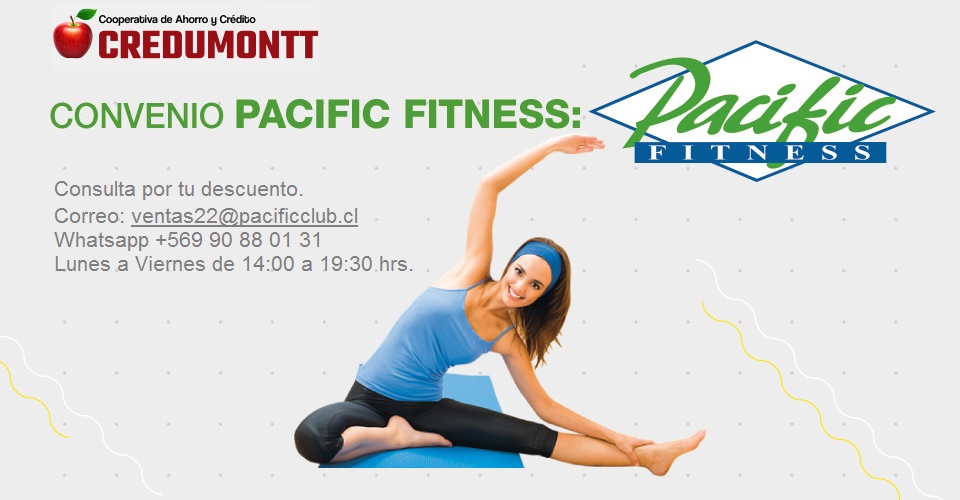 Cooperativa de Ahorro y Crédito
CREDUMONTT
CONVENIO PACIFIC FITNESS:
Pacific
FITNESS
Consulta por tu descuento.
Correo: ventas22@pacificclub.cl
Whatsapp +569 90 88 01 31
Lunes a Viernes de 14:00 a 19:30 hrs.